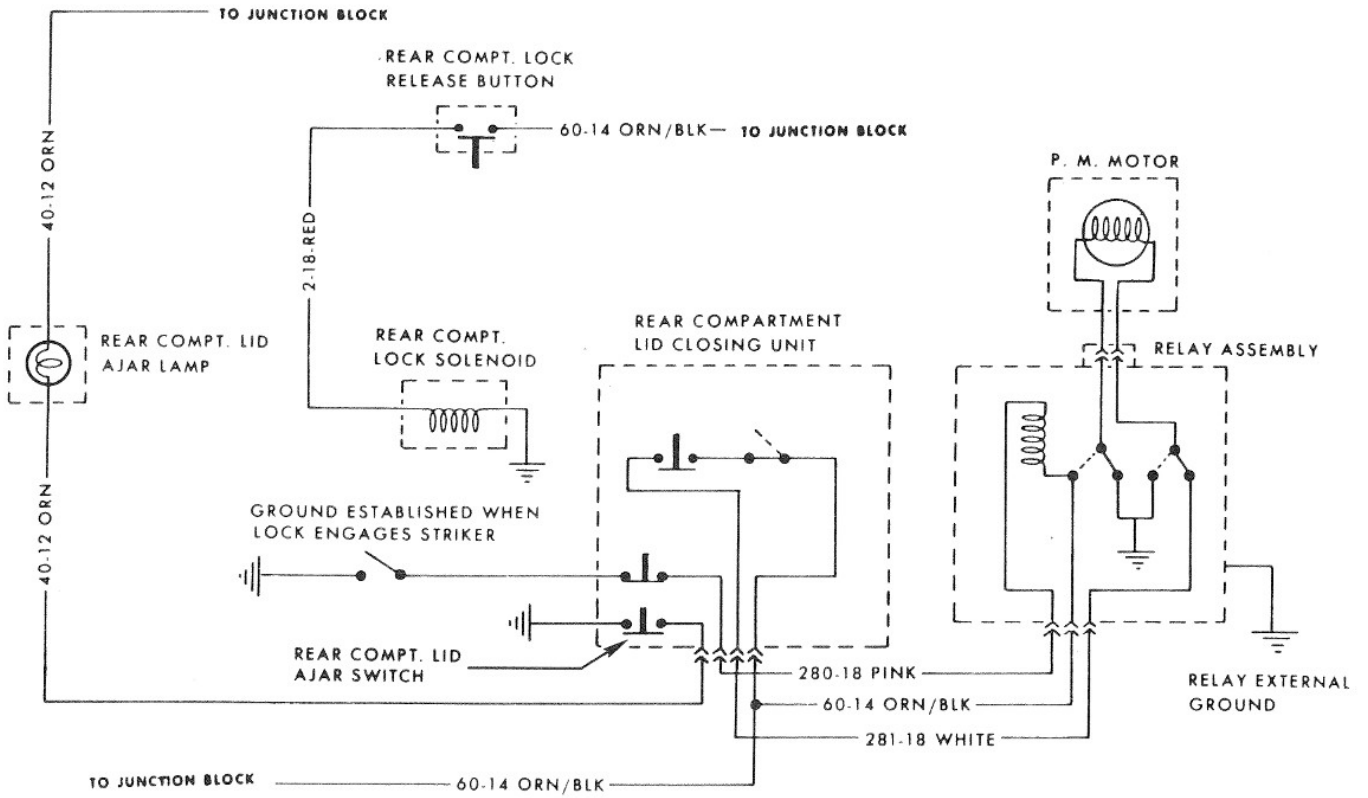 TO JUNCTION BLOCK
REAR COMPT. LOCK
RELEASE BUTTON
60-14 ORN/BLK
TO JUNCTION BLOCK
40-12 ORN
P. M. MOTOR
2-18-RED
REAR COMPT. LID
AJAR LAMP
REAR COMPT.
LOCK SOLENOID
REAR COMPARTMENT
LID CLOSING UNIT
RELAY ASSEMBLY
40-12 ORN
GROUND ESTABLISHED WHEN
LOCK ENGAGES STRIKER
REAR COMPT. LID
AJAR SWITCH
280-18 PINK
60-14 ORN/BLK
281-18 WHITE
RELAY EXTERNAL
GROUND
TO JUNCTION BLOCK
60-14 ORN/BLK